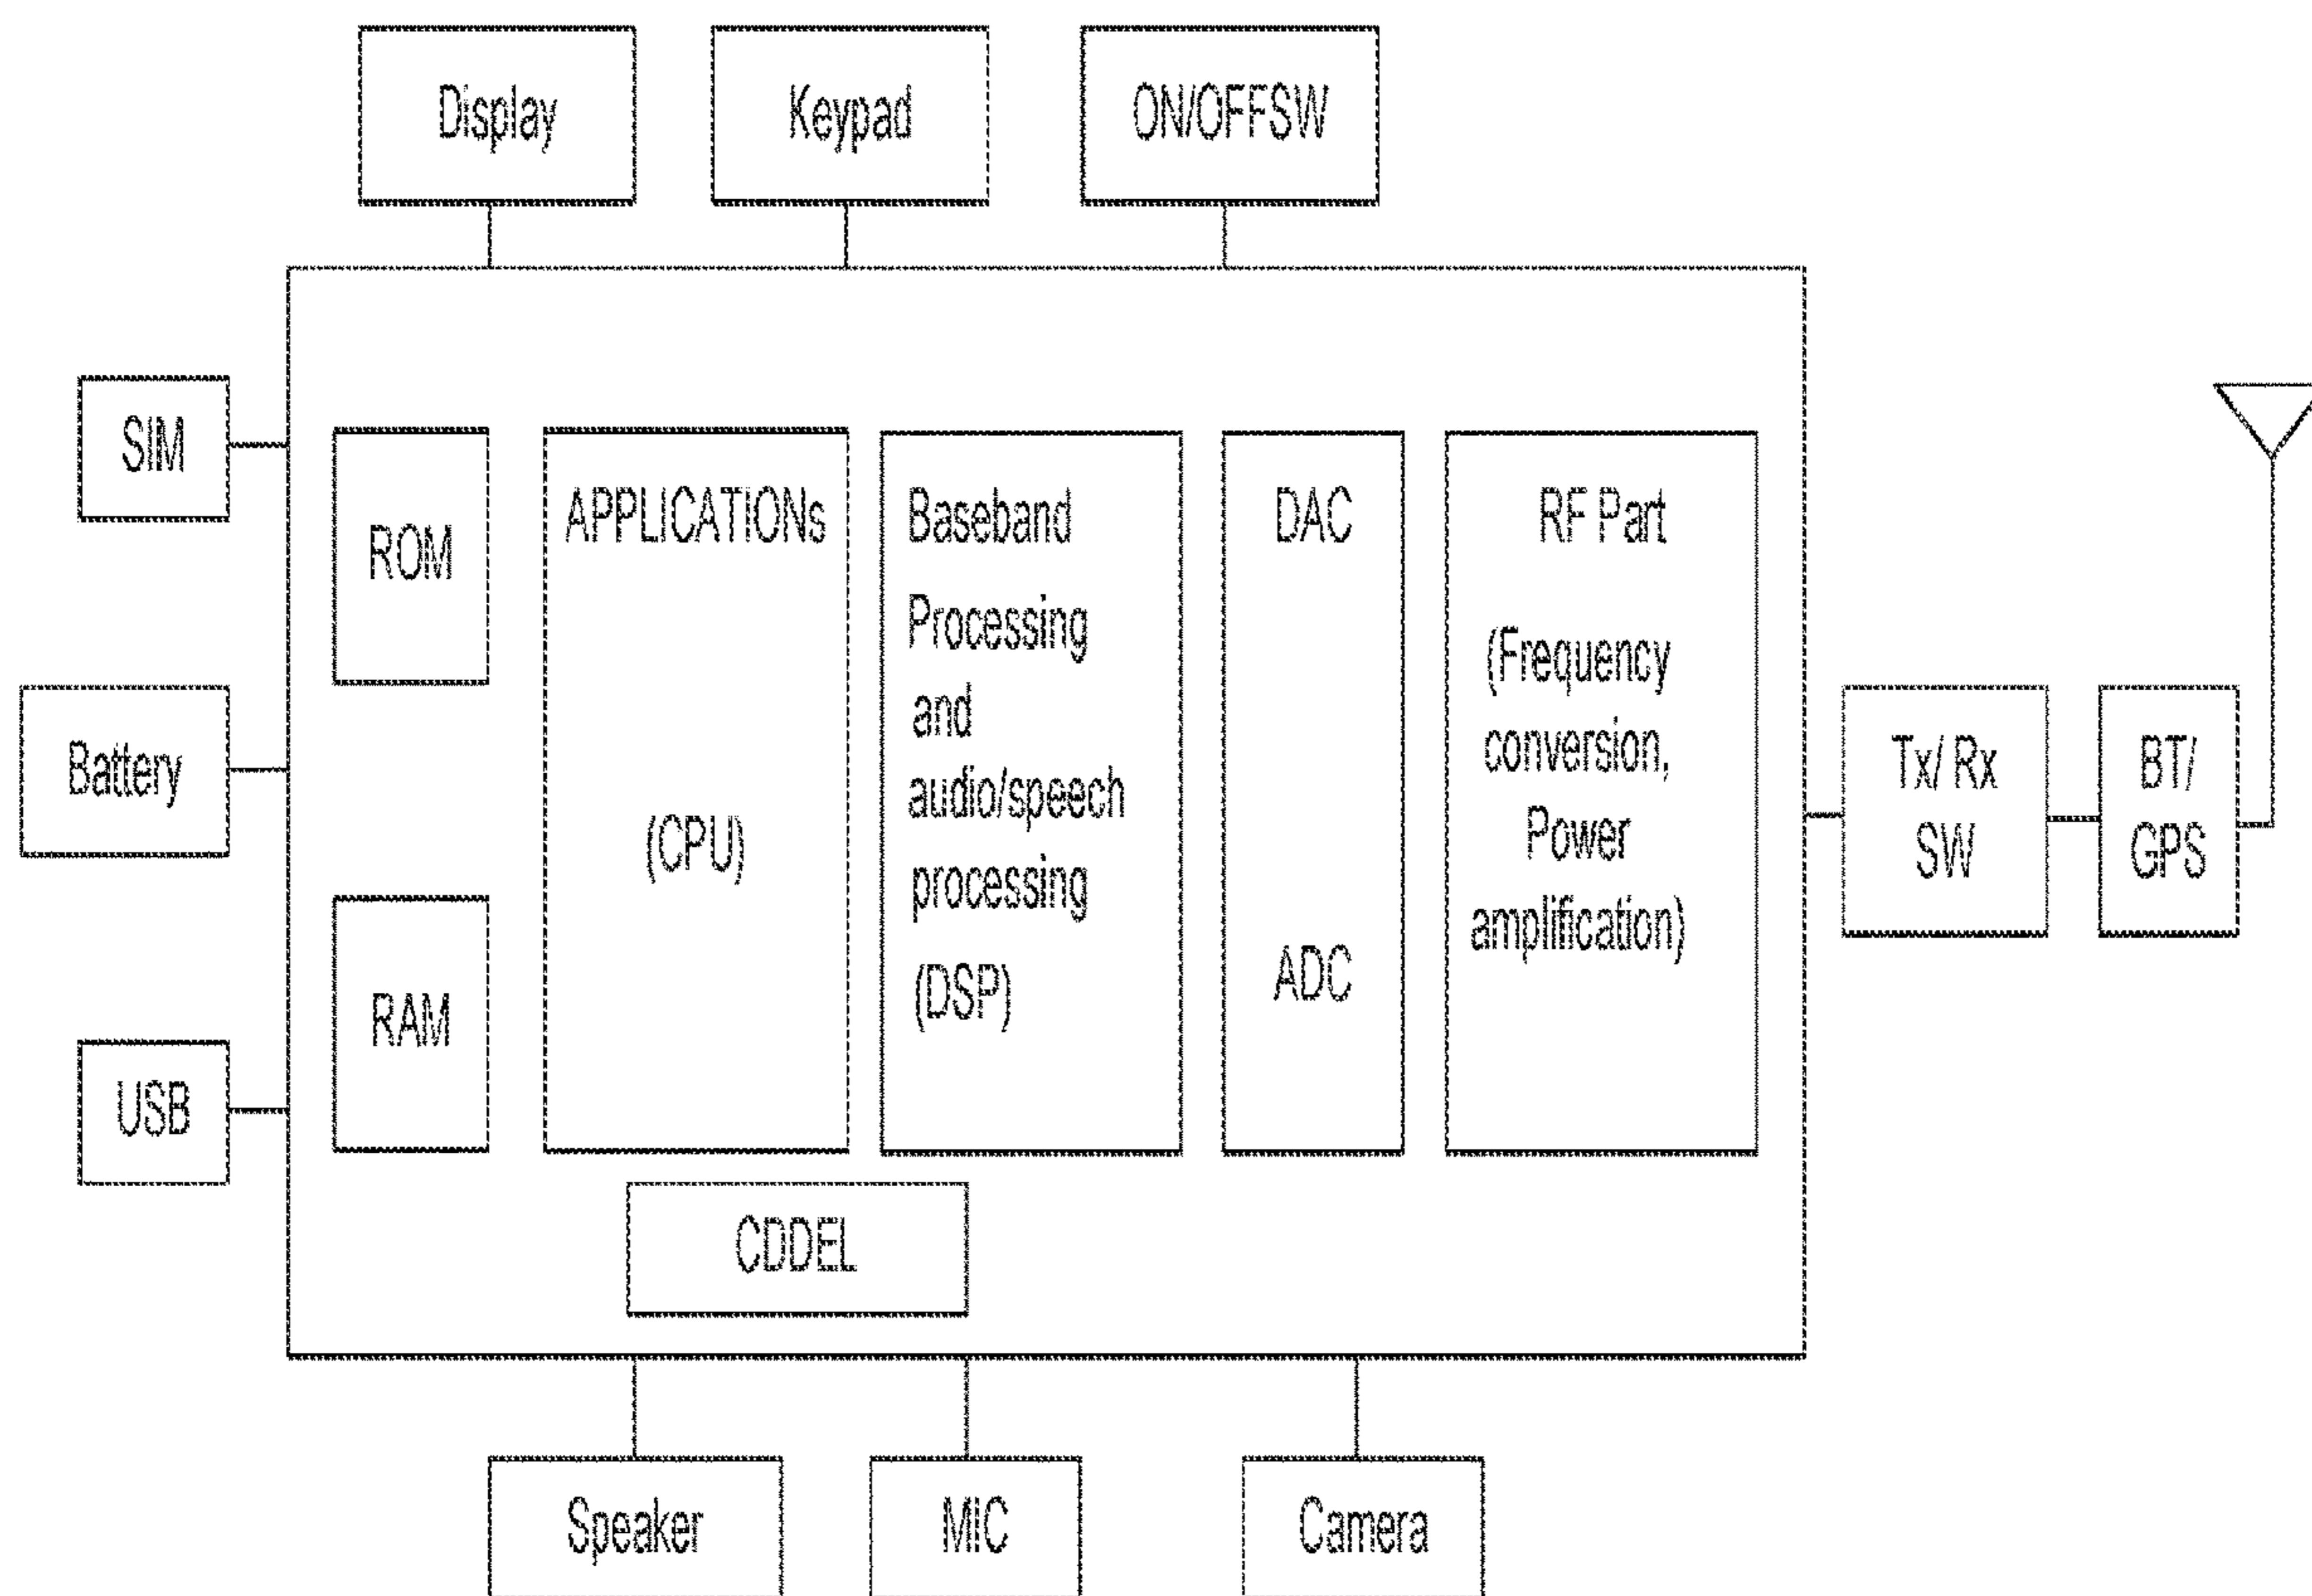 Display
Keypad
ON/OFFSW
SIM
Battery
USB
ROM
RAM
APPLICATIONs
(CPU)
Baseband
Processing
and
audio/speech
processing
(DSP)
DAC
ADC
RF Part
(Frequency
conversion,
Power
amplification)
CDDEL
Tx/ Rx
SW
BT/
GPS
Speaker
MIC
Camera